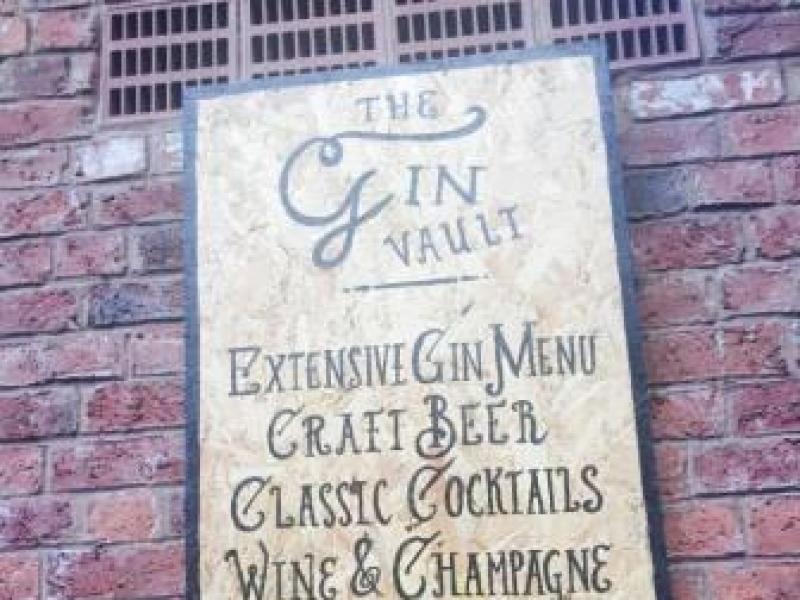 THE
GIN
VAULT
EXTENSIVE GIN MENU
CRAFT BEER
CLASSIC COCKTAILS
WINE & CHAMPAGNE